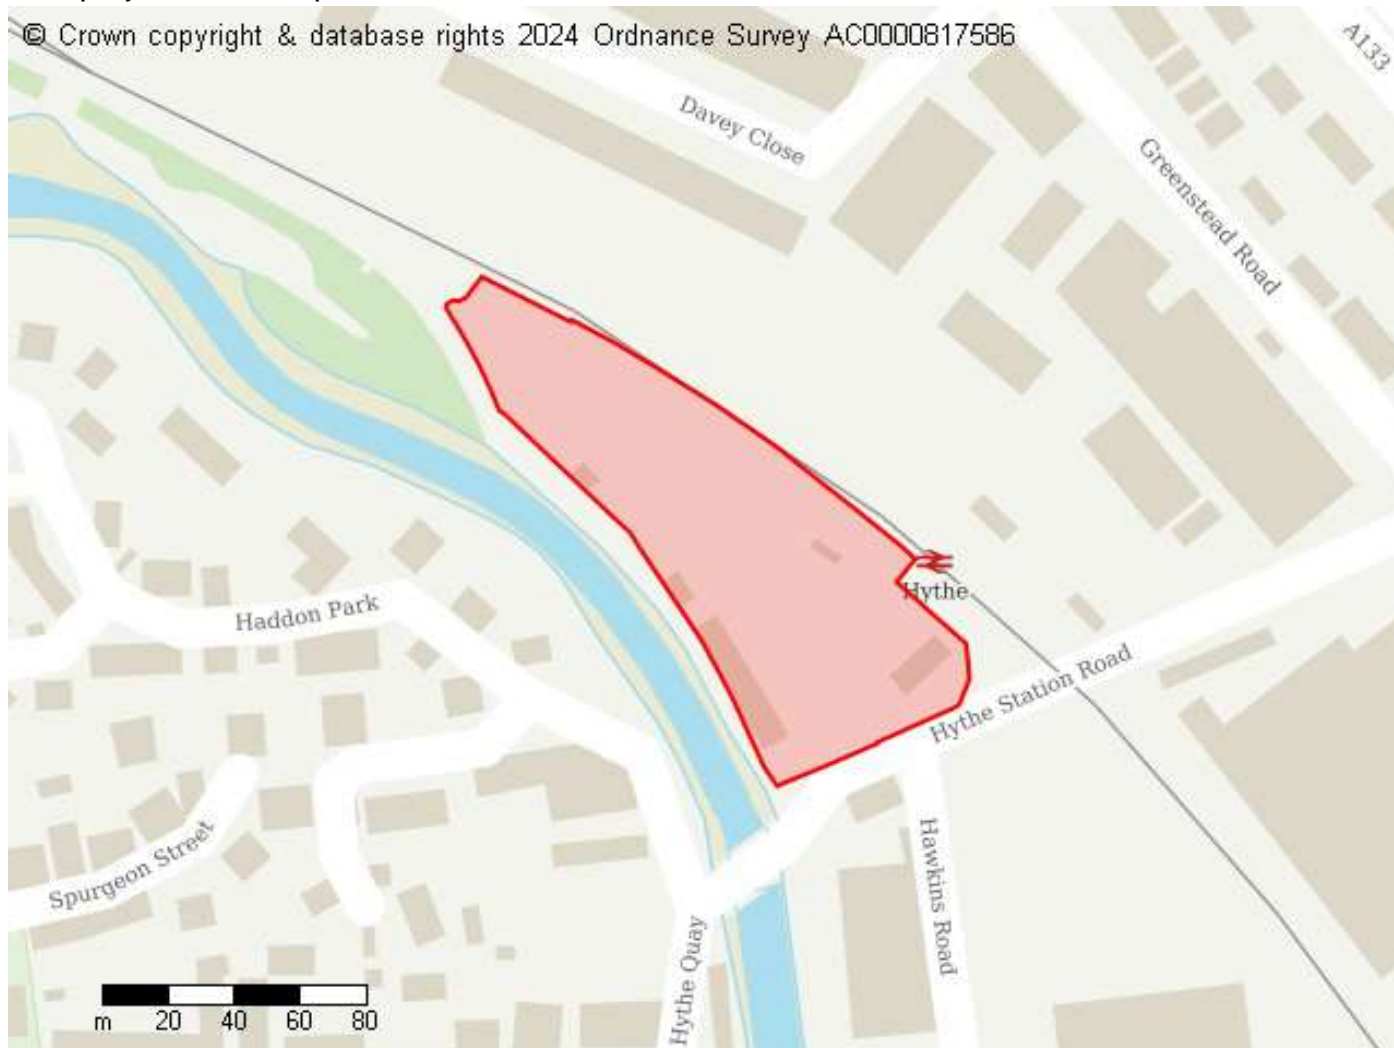 © Crown copyright & database rights 2024 Ordnance Survey AC0000817586
A133
Davey Close
Greenstead Road
Hythe
Haddon Park
Hythe Station Road
Spurgeon Street
Hawkins Road
Hythe Quay
m 20 40 60 80